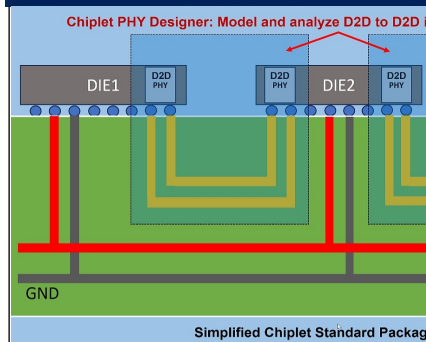 Chiplet PHY Designer: Model and analyze D2D to D2D i
D2D
PHY
DIE1
D2D
PHY
DIE2
D2D
PHY
GND
Simplified Chiplet Standard Packag